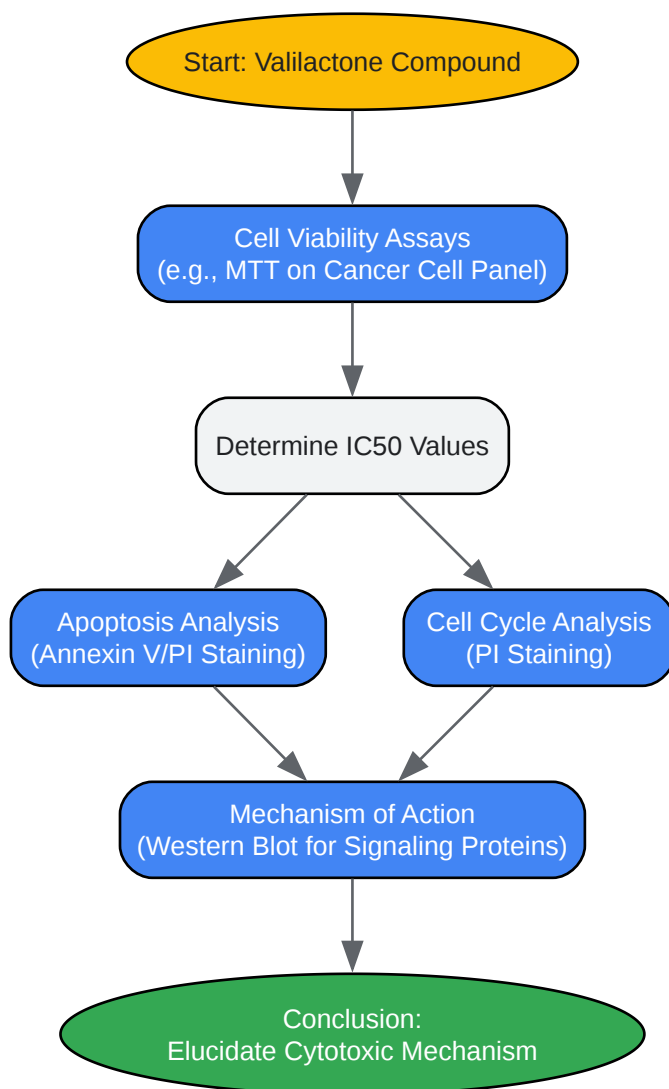 Start: Valilactone Compound
Cell Viability Assays
(e.g., MTT on Cancer Cell Panel)
Determine IC50 Values
Apoptosis Analysis
(Annexin V/PI Staining)
Cell Cycle Analysis
(PI Staining)
Mechanism of Action
(Western Blot for Signaling Proteins)
Conclusion:
Elucidate Cytotoxic Mechanism